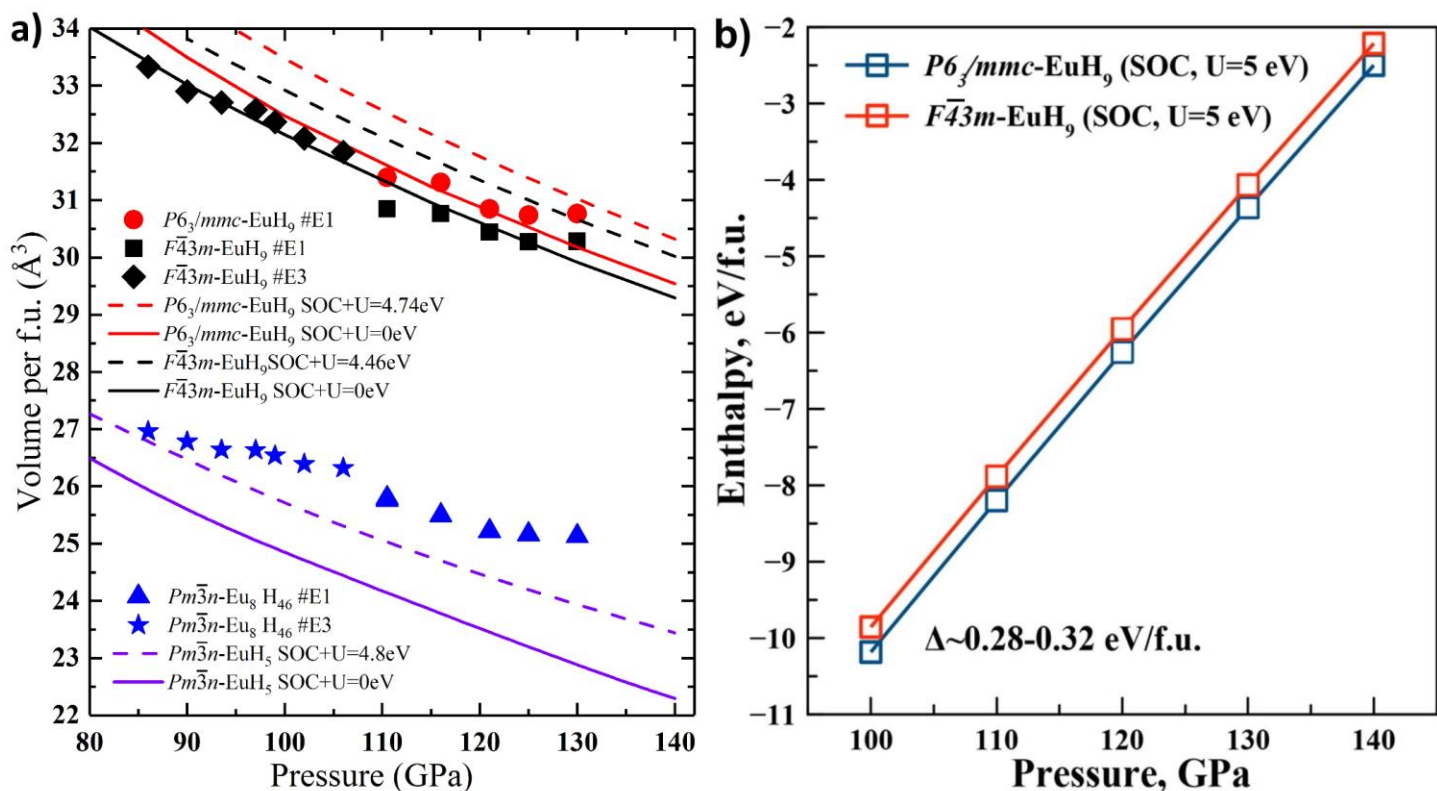 a)
Volume per f.u. (Å³)
34
33
32
31
30
29
28
27
26
25
24
23
22
P6₃/mmc-EuH₉ #E1
F4̅3m-EuH₉ #E1
F4̅3m-EuH₉ #E3
P6₃/mmc-EuH₉ SOC+U=4.74eV
P6₃/mmc-EuH₉ SOC+U=0eV
F4̅3m-EuH₉SOC+U=4.46eV
F4̅3m-EuH₉ SOC+U=0eV
Pm3̅n-Eu₈ H₄₆ #E1
Pm3̅n-Eu₈ H₄₆ #E3
Pm3̅n-EuH₅ SOC+U=4.8eV
Pm3̅n-EuH₅ SOC+U=0eV
80 90 100 110 120 130 140
Pressure (GPa)
b)
Enthalpy, eV/f.u.
−2
−3
−4
−5
−6
−7
−8
−9
−10
−11
P6₃/mmc-EuH₉ (SOC, U=5 eV)
F4̅3m-EuH₉ (SOC, U=5 eV)
Δ~0.28-0.32 eV/f.u.
100 110 120 130 140
Pressure, GPa